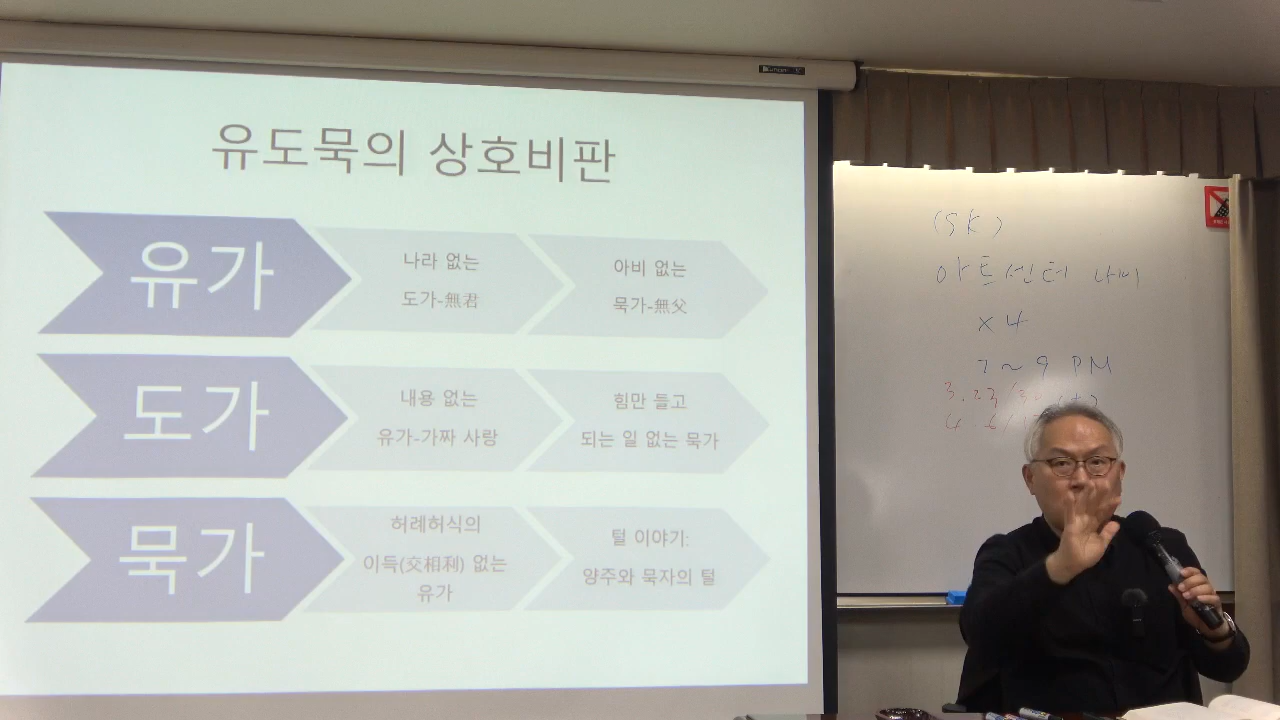 유도묵의 상호비판
유가
나라 없는
도가-無君
아비 없는
묵가-無父
도가
내용 없는
유가-가짜 사랑
힘만 들고
되는 일 없는 묵가
묵가
허례허식의
이득(交相利) 없는
유가
털 이야기:
양주와 묵자의 털
(SK)
아트센터 나비
x 4
7 ~ 9 PM